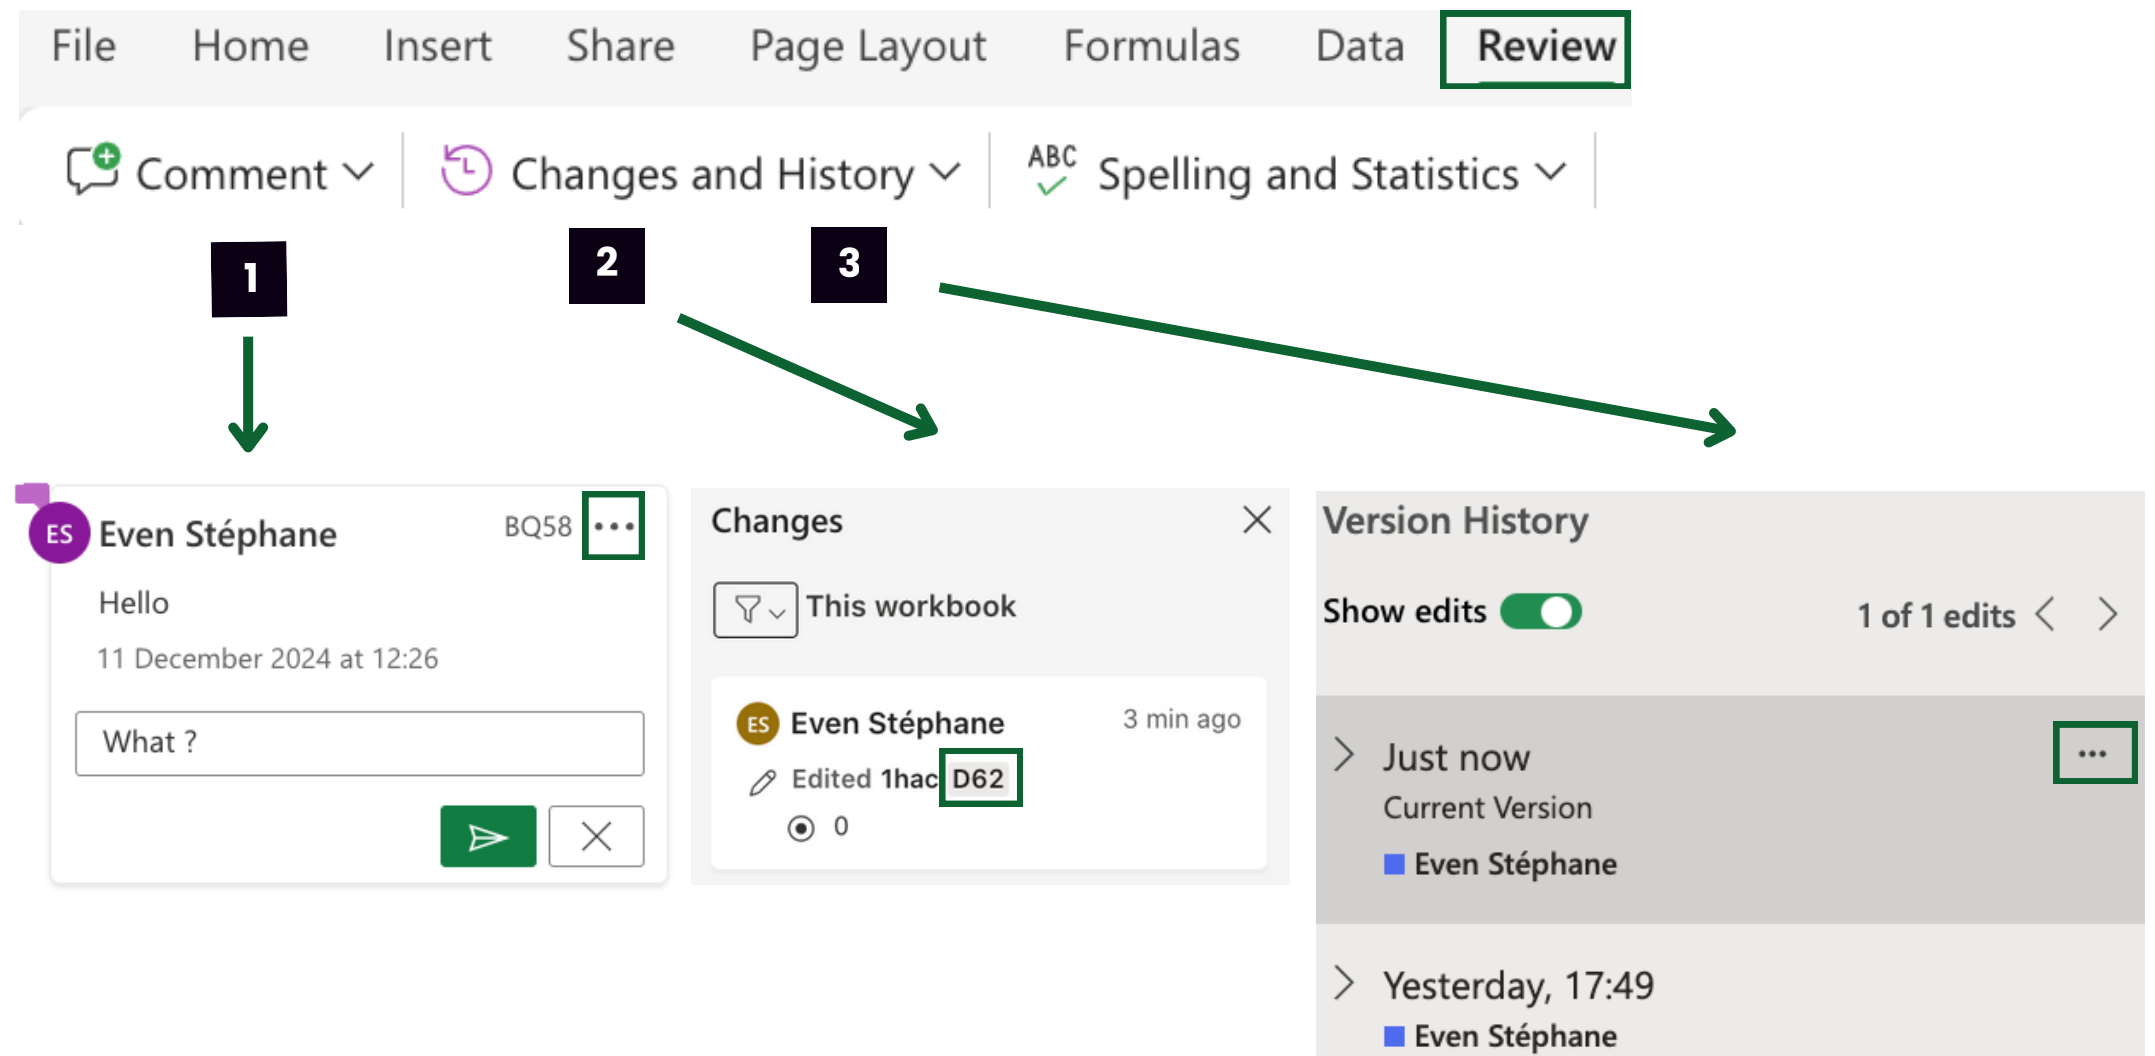 File Home Insert Share Page Layout Formulas Data Review
Comment Changes and History ABC Spelling and Statistics
1 2 3
ES Even Stéphane BQ58
Hello
11 December 2024 at 12:26
What ?
Changes
This workbook
ES Even Stéphane 3 min ago
Edited 1hac D62
0
Version History
Show edits 1 of 1 edits
Just now
Current Version
Even Stéphane
Yesterday, 17:49
Even Stéphane